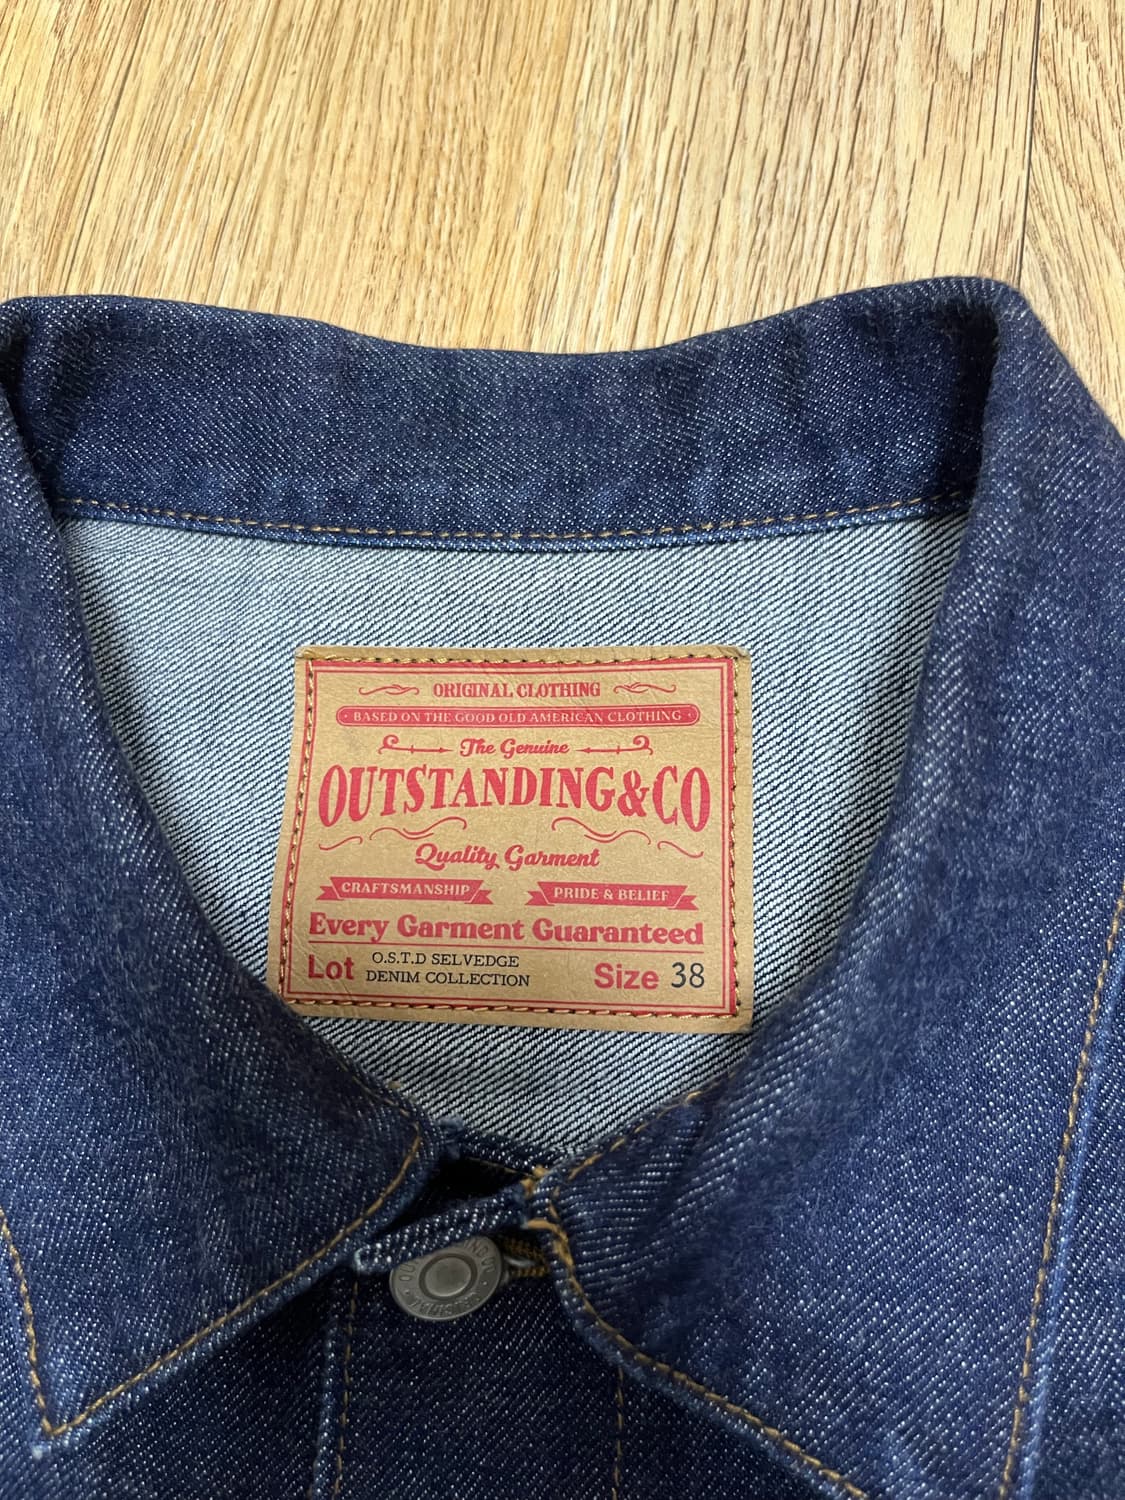 ORIGINAL CLOTHING
· BASED ON THE GOOD OLD AMERICAN CLOTHING ·
The Genuine
OUTSTANDING&CO
Quality Garment
CRAFTSMANSHIP PRIDE & BELIEF
Every Garment Guaranteed
Lot O.S.T.D SELVEDGE
DENIM COLLECTION Size 38